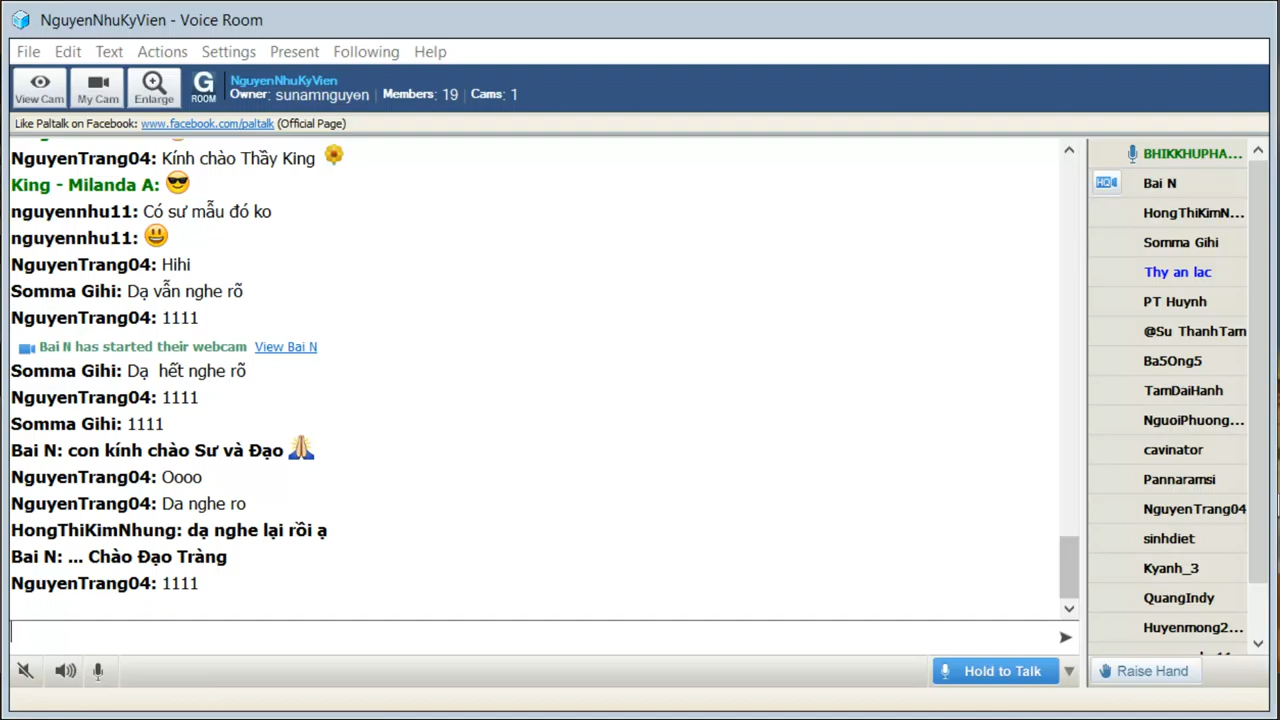 NguyenNhuKyVien - Voice Room
File Edit Text Actions Settings Present Following Help
View Cam My Cam Enlarge G ROOM
NguyenNhuKyVien
Owner: sunamnguyen Members: 19 Cams: 1
Like Paltalk on Facebook: www.facebook.com/paltalk (Official Page)
NguyenTrang04: Kính chào Thầy King
King - Milanda A:
nguyennhu11: Có sư mẫu đó ko
nguyennhu11:
NguyenTrang04: Hihi
Somma Gihi: Dạ vẫn nghe rõ
NguyenTrang04: 1111
Bai N has started their webcam View Bai N
Somma Gihi: Dạ hết nghe rõ
NguyenTrang04: 1111
Somma Gihi: 1111
Bai N: con kính chào Sư và Đạo
NguyenTrang04: Oooo
NguyenTrang04: Da nghe ro
HongThiKimNhung: dạ nghe lại rồi ạ
Bai N: ... Chào Đạo Tràng
NguyenTrang04: 1111
BHIKKHUPHA...
HD Bai N
HongThiKimN...
Somma Gihi
Thy an lac
PT Huynh
@Su ThanhTam
Ba5Ong5
TamDaiHanh
NguoiPhuong...
cavinator
Pannaramsi
NguyenTrang04
sinhdiet
Kyanh_3
QuangIndy
Huyenmong2...
Hold to Talk
Raise Hand